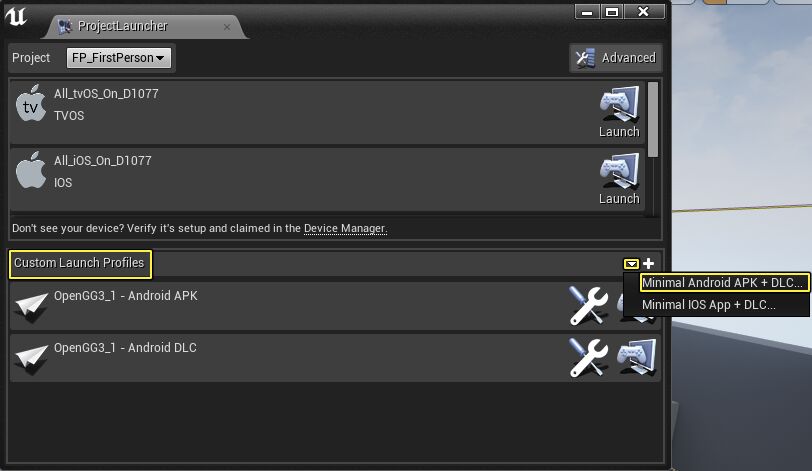 ProjectLauncher
Project FP_FirstPerson Advanced
All_tvOS_On_D1077
tv
TVOS
Launch
All_iOS_On_D1077
IOS
Launch
Don't see your device? Verify it's setup and claimed in the Device Manager.
Custom Launch Profiles
Minimal Android APK + DLC...
Minimal IOS App + DLC...
OpenGG3_1 - Android APK
OpenGG3_1 - Android DLC